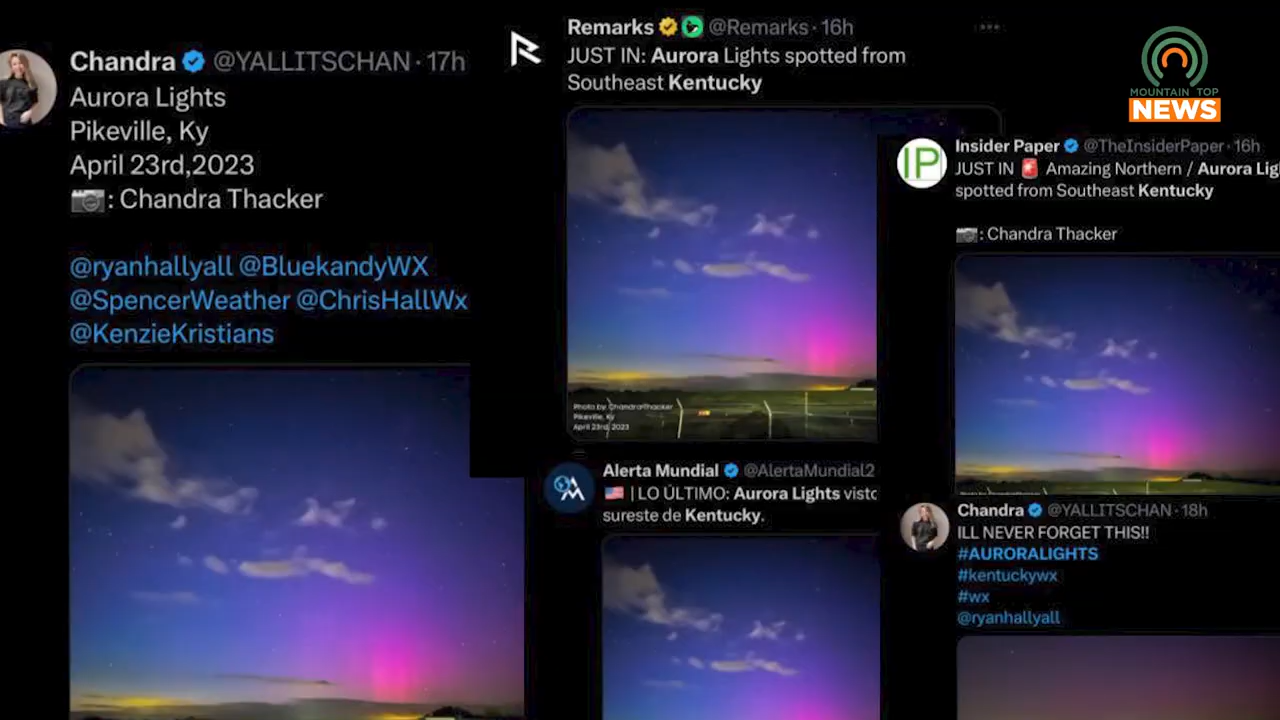 Chandra @YALLITSCHAN · 17h
Aurora Lights
Pikeville, Ky
April 23rd,2023
📷: Chandra Thacker
@ryanhallyall @BluekandyWX
@SpencerWeather @ChrisHallWx
@KenzieKristians
Remarks @Remarks · 16h
JUST IN: Aurora Lights spotted from
Southeast Kentucky
Photo by ChandraThacker
Pikeville, Ky
April 23rd, 2023
Alerta Mundial @AlertaMundial2
🇺🇸 | LO ÚLTIMO: Aurora Lights visto
sureste de Kentucky.
MOUNTAIN TOP
NEWS
IP
Insider Paper @TheInsiderPaper · 16h
JUST IN 🚨 Amazing Northern / Aurora Lig
spotted from Southeast Kentucky
📷: Chandra Thacker
Chandra @YALLITSCHAN · 18h
ILL NEVER FORGET THIS!!
#AURORALIGHTS
#kentuckywx
#wx
@ryanhallyall